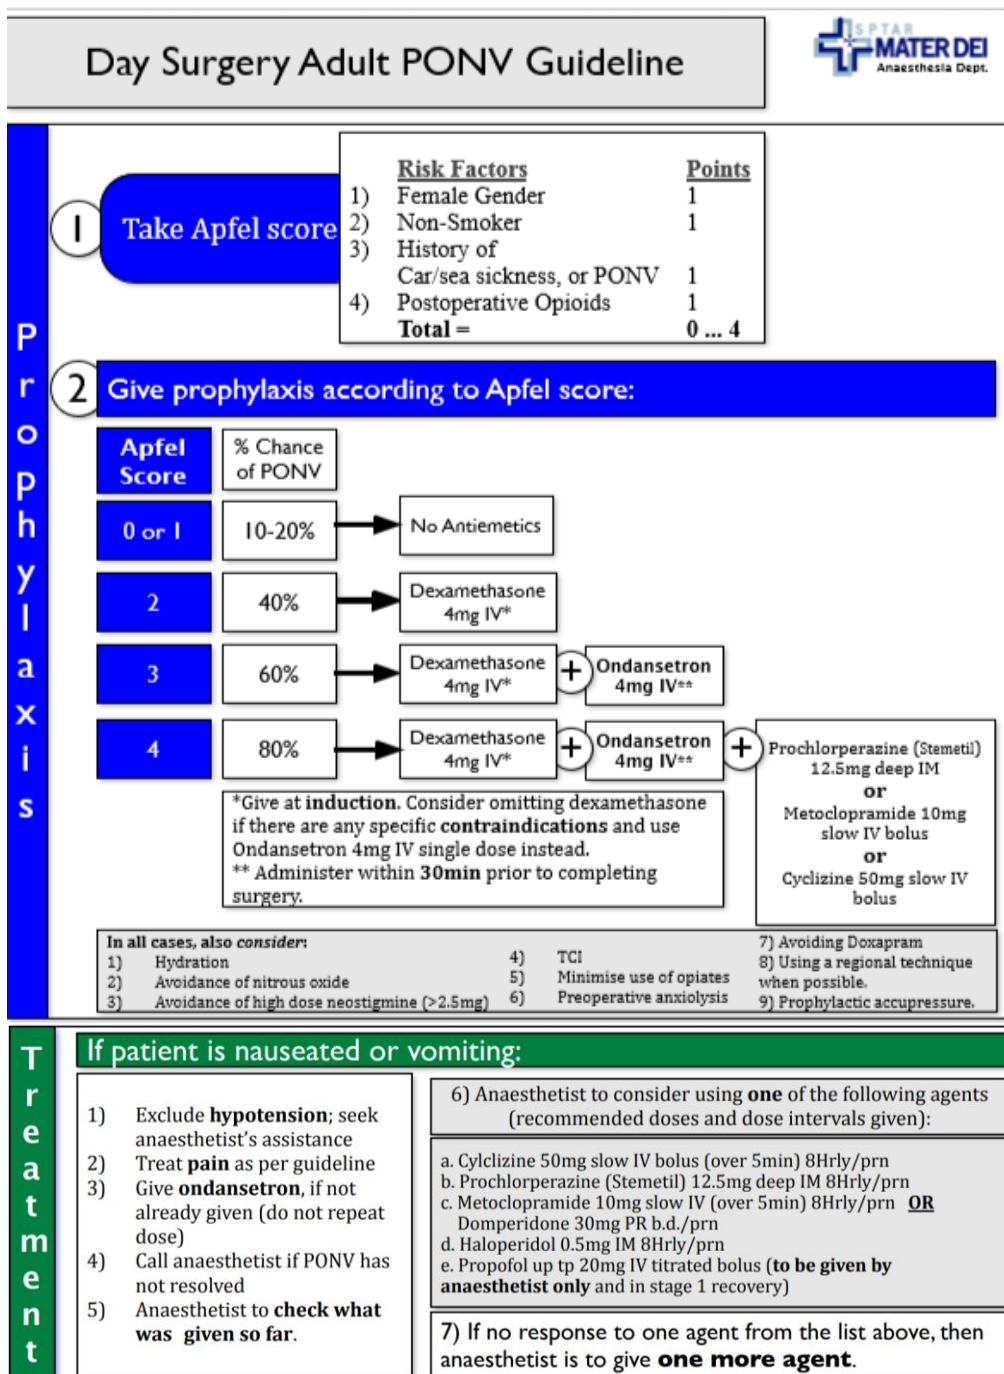 Day Surgery Adult PONV Guideline
SPTAR
MATER DEI
Anaesthesia Dept.
Prophylaxis
1
Take Apfel score
Risk Factors Points
1) Female Gender 1
2) Non-Smoker 1
3) History of
Car/sea sickness, or PONV 1
4) Postoperative Opioids 1
Total = 0 ... 4
2
Give prophylaxis according to Apfel score:
Apfel
Score
% Chance
of PONV
0 or 1
10-20%
No Antiemetics
2
40%
Dexamethasone
4mg IV*
3
60%
Dexamethasone
4mg IV*
+
Ondansetron
4mg IV**
4
80%
Dexamethasone
4mg IV*
+
Ondansetron
4mg IV**
+
Prochlorperazine (Stemetil)
12.5mg deep IM
or
Metoclopramide 10mg
slow IV bolus
or
Cyclizine 50mg slow IV
bolus
*Give at induction. Consider omitting dexamethasone
if there are any specific contraindications and use
Ondansetron 4mg IV single dose instead.
** Administer within 30min prior to completing
surgery.
In all cases, also consider:
1) Hydration
2) Avoidance of nitrous oxide
3) Avoidance of high dose neostigmine (>2.5mg)
4) TCI
5) Minimise use of opiates
6) Preoperative anxiolysis
7) Avoiding Doxapram
8) Using a regional technique
when possible.
9) Prophylactic accupressure.
Treatment
If patient is nauseated or vomiting:
1) Exclude hypotension; seek
anaesthetist's assistance
2) Treat pain as per guideline
3) Give ondansetron, if not
already given (do not repeat
dose)
4) Call anaesthetist if PONV has
not resolved
5) Anaesthetist to check what
was given so far.
6) Anaesthetist to consider using one of the following agents
(recommended doses and dose intervals given):
a. Cylclizine 50mg slow IV bolus (over 5min) 8Hrly/prn
b. Prochlorperazine (Stemetil) 12.5mg deep IM 8Hrly/prn
c. Metoclopramide 10mg slow IV (over 5min) 8Hrly/prn OR
Domperidone 30mg PR b.d./prn
d. Haloperidol 0.5mg IM 8Hrly/prn
e. Propofol up tp 20mg IV titrated bolus (to be given by
anaesthetist only and in stage 1 recovery)
7) If no response to one agent from the list above, then
anaesthetist is to give one more agent.